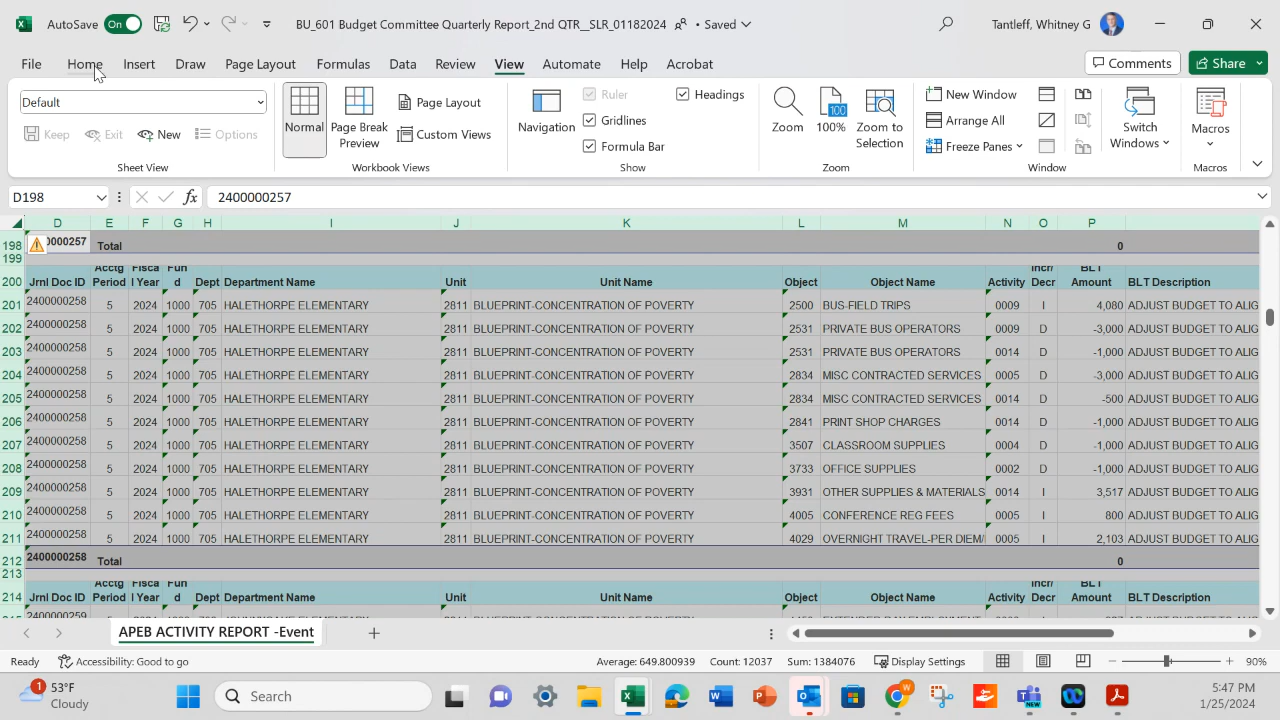 AutoSave On BU_601 Budget Committee Quarterly Report_2nd QTR_SLR_01182024 • Saved Tantleff, Whitney G
File Home Insert Draw Page Layout Formulas Data Review View Automate Help Acrobat Comments Share
Default Page Layout Ruler Headings New Window
Keep Exit New Options Normal Page Break Preview Custom Views Navigation Gridlines Zoom 100% Zoom to Selection Arrange All Switch Windows Macros
Formula Bar Freeze Panes
Sheet View Workbook Views Show Zoom Window Macros
D198 fx 2400000257
D E F G H I J K L M N O P
198 0000257 Total 0
199
200 Jrnl Doc ID Acctg Period Fisca l Year Fun d Dept Department Name Unit Unit Name Object Object Name Activity Incr/ Decr BLT Amount BLT Description
201 2400000258 5 2024 1000 705 HALETHORPE ELEMENTARY 2811 BLUEPRINT-CONCENTRATION OF POVERTY 2500 BUS-FIELD TRIPS 0009 I 4,080 ADJUST BUDGET TO ALIG
202 2400000258 5 2024 1000 705 HALETHORPE ELEMENTARY 2811 BLUEPRINT-CONCENTRATION OF POVERTY 2531 PRIVATE BUS OPERATORS 0009 D -3,000 ADJUST BUDGET TO ALIG
203 2400000258 5 2024 1000 705 HALETHORPE ELEMENTARY 2811 BLUEPRINT-CONCENTRATION OF POVERTY 2531 PRIVATE BUS OPERATORS 0014 D -1,000 ADJUST BUDGET TO ALIG
204 2400000258 5 2024 1000 705 HALETHORPE ELEMENTARY 2811 BLUEPRINT-CONCENTRATION OF POVERTY 2834 MISC CONTRACTED SERVICES 0005 D -3,000 ADJUST BUDGET TO ALIG
205 2400000258 5 2024 1000 705 HALETHORPE ELEMENTARY 2811 BLUEPRINT-CONCENTRATION OF POVERTY 2834 MISC CONTRACTED SERVICES 0014 D -500 ADJUST BUDGET TO ALIG
206 2400000258 5 2024 1000 705 HALETHORPE ELEMENTARY 2811 BLUEPRINT-CONCENTRATION OF POVERTY 2841 PRINT SHOP CHARGES 0014 D -1,000 ADJUST BUDGET TO ALIG
207 2400000258 5 2024 1000 705 HALETHORPE ELEMENTARY 2811 BLUEPRINT-CONCENTRATION OF POVERTY 3507 CLASSROOM SUPPLIES 0004 D -1,000 ADJUST BUDGET TO ALIG
208 2400000258 5 2024 1000 705 HALETHORPE ELEMENTARY 2811 BLUEPRINT-CONCENTRATION OF POVERTY 3733 OFFICE SUPPLIES 0002 D -1,000 ADJUST BUDGET TO ALIG
209 2400000258 5 2024 1000 705 HALETHORPE ELEMENTARY 2811 BLUEPRINT-CONCENTRATION OF POVERTY 3931 OTHER SUPPLIES & MATERIALS 0014 I 3,517 ADJUST BUDGET TO ALIG
210 2400000258 5 2024 1000 705 HALETHORPE ELEMENTARY 2811 BLUEPRINT-CONCENTRATION OF POVERTY 4005 CONFERENCE REG FEES 0005 I 800 ADJUST BUDGET TO ALIG
211 2400000258 5 2024 1000 705 HALETHORPE ELEMENTARY 2811 BLUEPRINT-CONCENTRATION OF POVERTY 4029 OVERNIGHT TRAVEL-PER DIEM/ 0005 I 2,103 ADJUST BUDGET TO ALIG
212 2400000258 Total 0
213
214 Jrnl Doc ID Acctg Period Fisca l Year Fun d Dept Department Name Unit Unit Name Object Object Name Activity Incr/ Decr BLT Amount BLT Description
2400000259
APEB ACTIVITY REPORT -Event
Ready Accessibility: Good to go Average: 649.800939 Count: 12037 Sum: 1384076 Display Settings 90%
1 53°F Cloudy Search 5:47 PM 1/25/2024